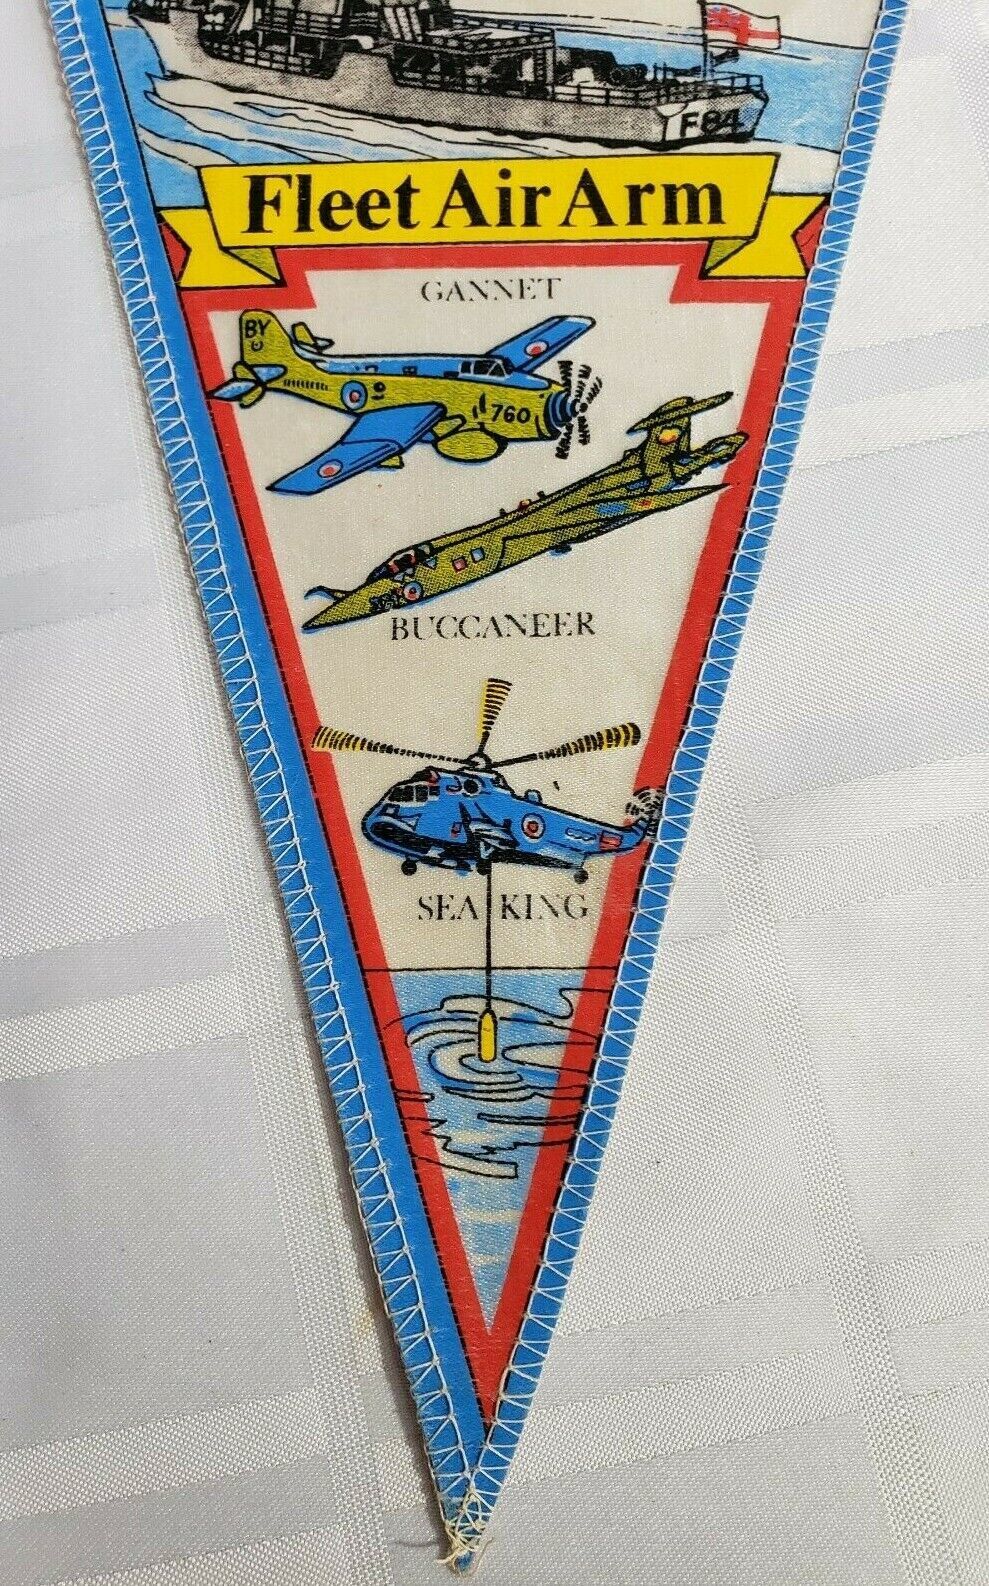 F84
Fleet Air Arm
GANNET
BY
760
BUCCANEER
SEA KING